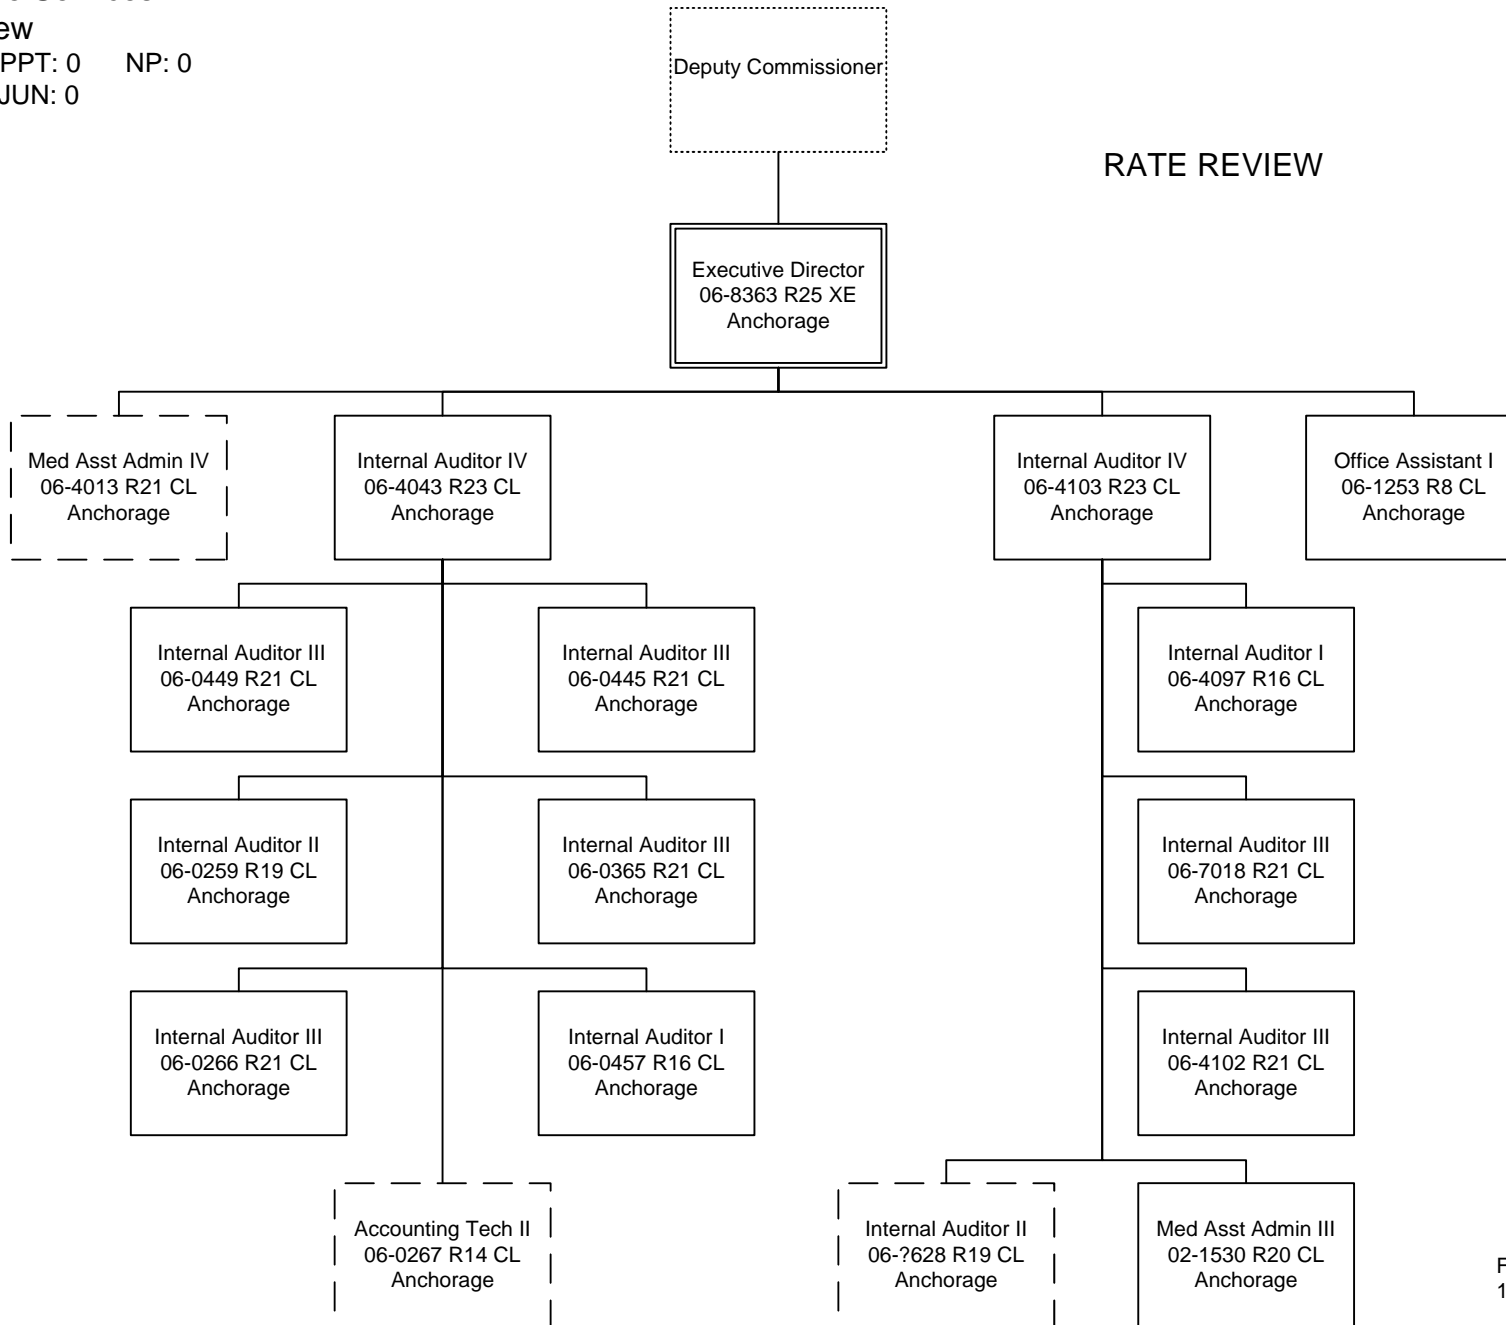 ew
PPT: 0 NP: 0
JUN: 0
Deputy Commissioner
RATE REVIEW
Executive Director
06-8363 R25 XE
Anchorage
Med Asst Admin IV
06-4013 R21 CL
Anchorage
Internal Auditor IV
06-4043 R23 CL
Anchorage
Internal Auditor IV
06-4103 R23 CL
Anchorage
Office Assistant I
06-1253 R8 CL
Anchorage
Internal Auditor III
06-0449 R21 CL
Anchorage
Internal Auditor III
06-0445 R21 CL
Anchorage
Internal Auditor I
06-4097 R16 CL
Anchorage
Internal Auditor II
06-0259 R19 CL
Anchorage
Internal Auditor III
06-0365 R21 CL
Anchorage
Internal Auditor III
06-7018 R21 CL
Anchorage
Internal Auditor III
06-0266 R21 CL
Anchorage
Internal Auditor I
06-0457 R16 CL
Anchorage
Internal Auditor III
06-4102 R21 CL
Anchorage
Accounting Tech II
06-0267 R14 CL
Anchorage
Internal Auditor II
06-?628 R19 CL
Anchorage
Med Asst Admin III
02-1530 R20 CL
Anchorage
F
1